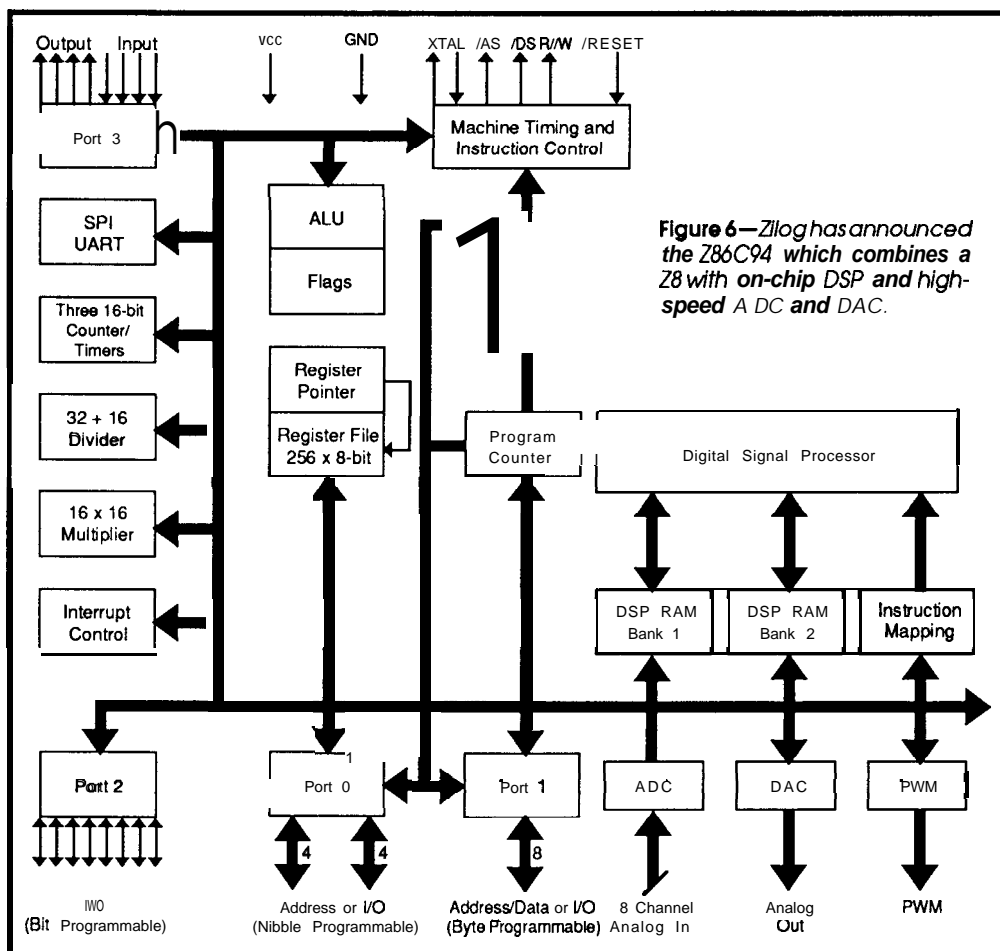 Output Input VCC GND XTAL /AS /DS R//W /RESET
Port 3
Machine Timing and
Instruction Control
SPI
UART
ALU
Flags
Figure 6—Zilog has announced
the Z86C94 which combines a
Z8 with on-chip DSP and high-
speed A DC and DAC.
Three 16-bit
Counter/
Timers
Register
Pointer
Register File
256 x 8-bit
32 + 16
Divider
Program
Counter
Digital Signal Processor
16 x 16
Multiplier
Interrupt
Control
DSP RAM
Bank 1
DSP RAM
Bank 2
Instruction
Mapping
Port 2
1
Port 0
Port 1
ADC
DAC
PWM
4 4 8
IWO
(Bit Programmable)
Address or I/O
(Nibble Programmable)
Address/Data or I/O
(Byte Programmable)
8 Channel
Analog In
Analog
Out
PWM